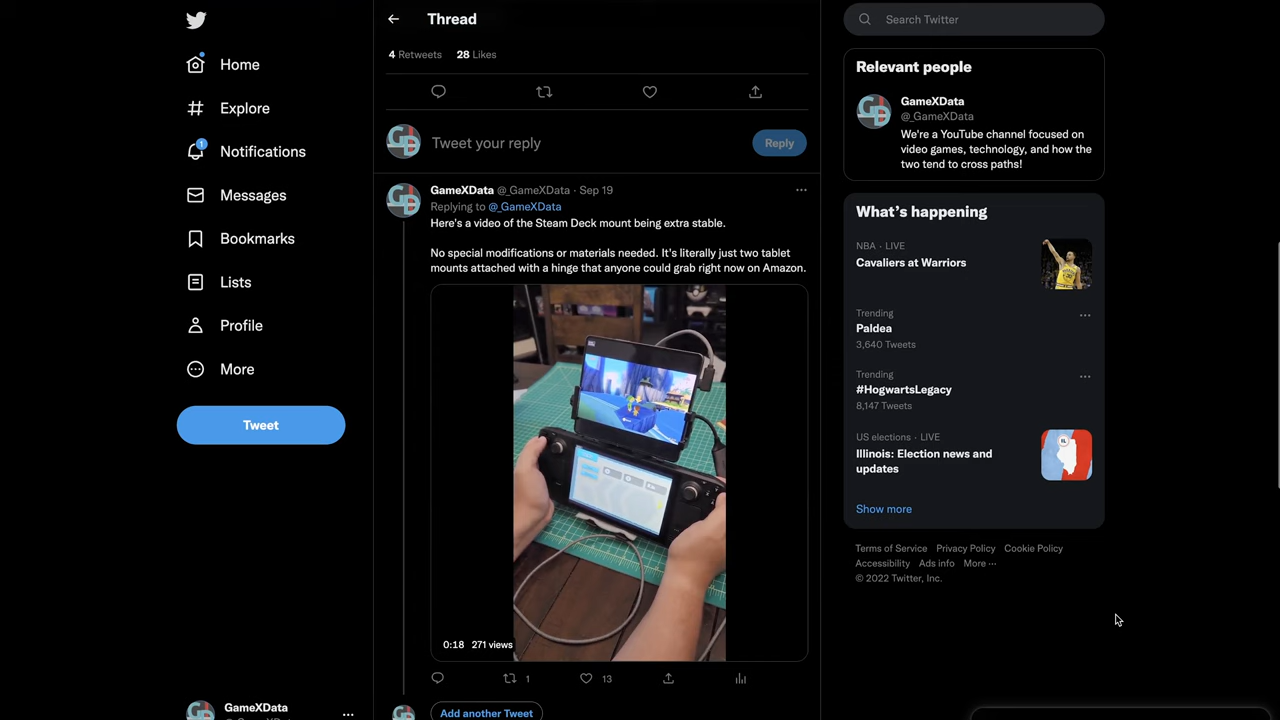 Home
Explore
1
Notifications
Messages
Bookmarks
Lists
Profile
More
Tweet
GameXData
Thread
4 Retweets 28 Likes
Tweet your reply
Reply
GameXData @_GameXData · Sep 19
Replying to @_GameXData
Here's a video of the Steam Deck mount being extra stable.
No special modifications or materials needed. It's literally just two tablet
mounts attached with a hinge that anyone could grab right now on Amazon.
0:18 271 views
1 13
Add another Tweet
Search Twitter
Relevant people
GameXData
@_GameXData
We're a YouTube channel focused on
video games, technology, and how the
two tend to cross paths!
What's happening
NBA · LIVE
Cavaliers at Warriors
Trending
Paldea
3,640 Tweets
Trending
#HogwartsLegacy
8,147 Tweets
US elections · LIVE
Illinois: Election news and
updates
Show more
Terms of Service Privacy Policy Cookie Policy
Accessibility Ads info More ···
© 2022 Twitter, Inc.